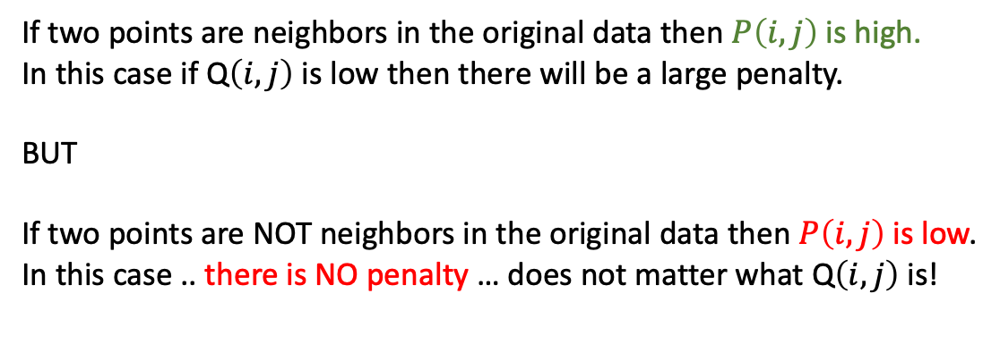 If two points are neighbors in the original data then P(i,j) is high.
In this case if Q(i,j) is low then there will be a large penalty.
BUT
If two points are NOT neighbors in the original data then P(i,j) is low.
In this case .. there is NO penalty ... does not matter what Q(i,j) is!